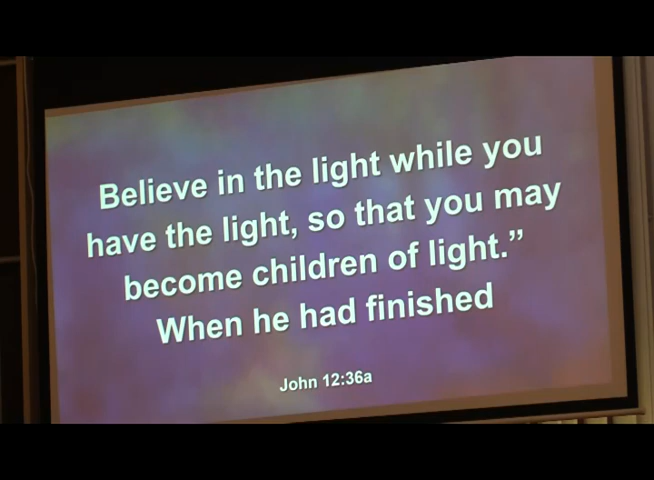 Believe in the light while you
have the light, so that you may
become children of light.”
When he had finished
John 12:36a